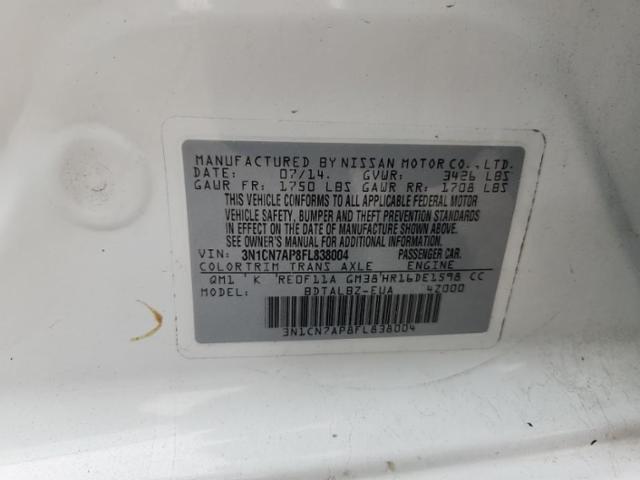 MANUFACTURED BY NISSAN MOTOR CO., LTD.
DATE: 07/14. GVWR: 3426 LBS
GAWR FR: 1750 LBS GAWR RR: 1708 LBS
THIS VEHICLE CONFORMS TO ALL APPLICABLE FEDERAL MOTOR
VEHICLE SAFETY, BUMPER AND THEFT PREVENTION STANDARDS
IN EFFECT ON THE DATE OF MANUFACTURE SHOWN ABOVE.
SEE OWNER'S MANUAL FOR ADDITIONAL INFORMATION.
VIN: 3N1CN7AP8FL838004 PASSENGER CAR.
COLOR TRIM TRANS AXLE ENGINE
QM1 K RE0F11A GM38 HR16DE1598 CC
MODEL: BDTALBZ-EUA 4Z000
3N1CN7AP8FL838004